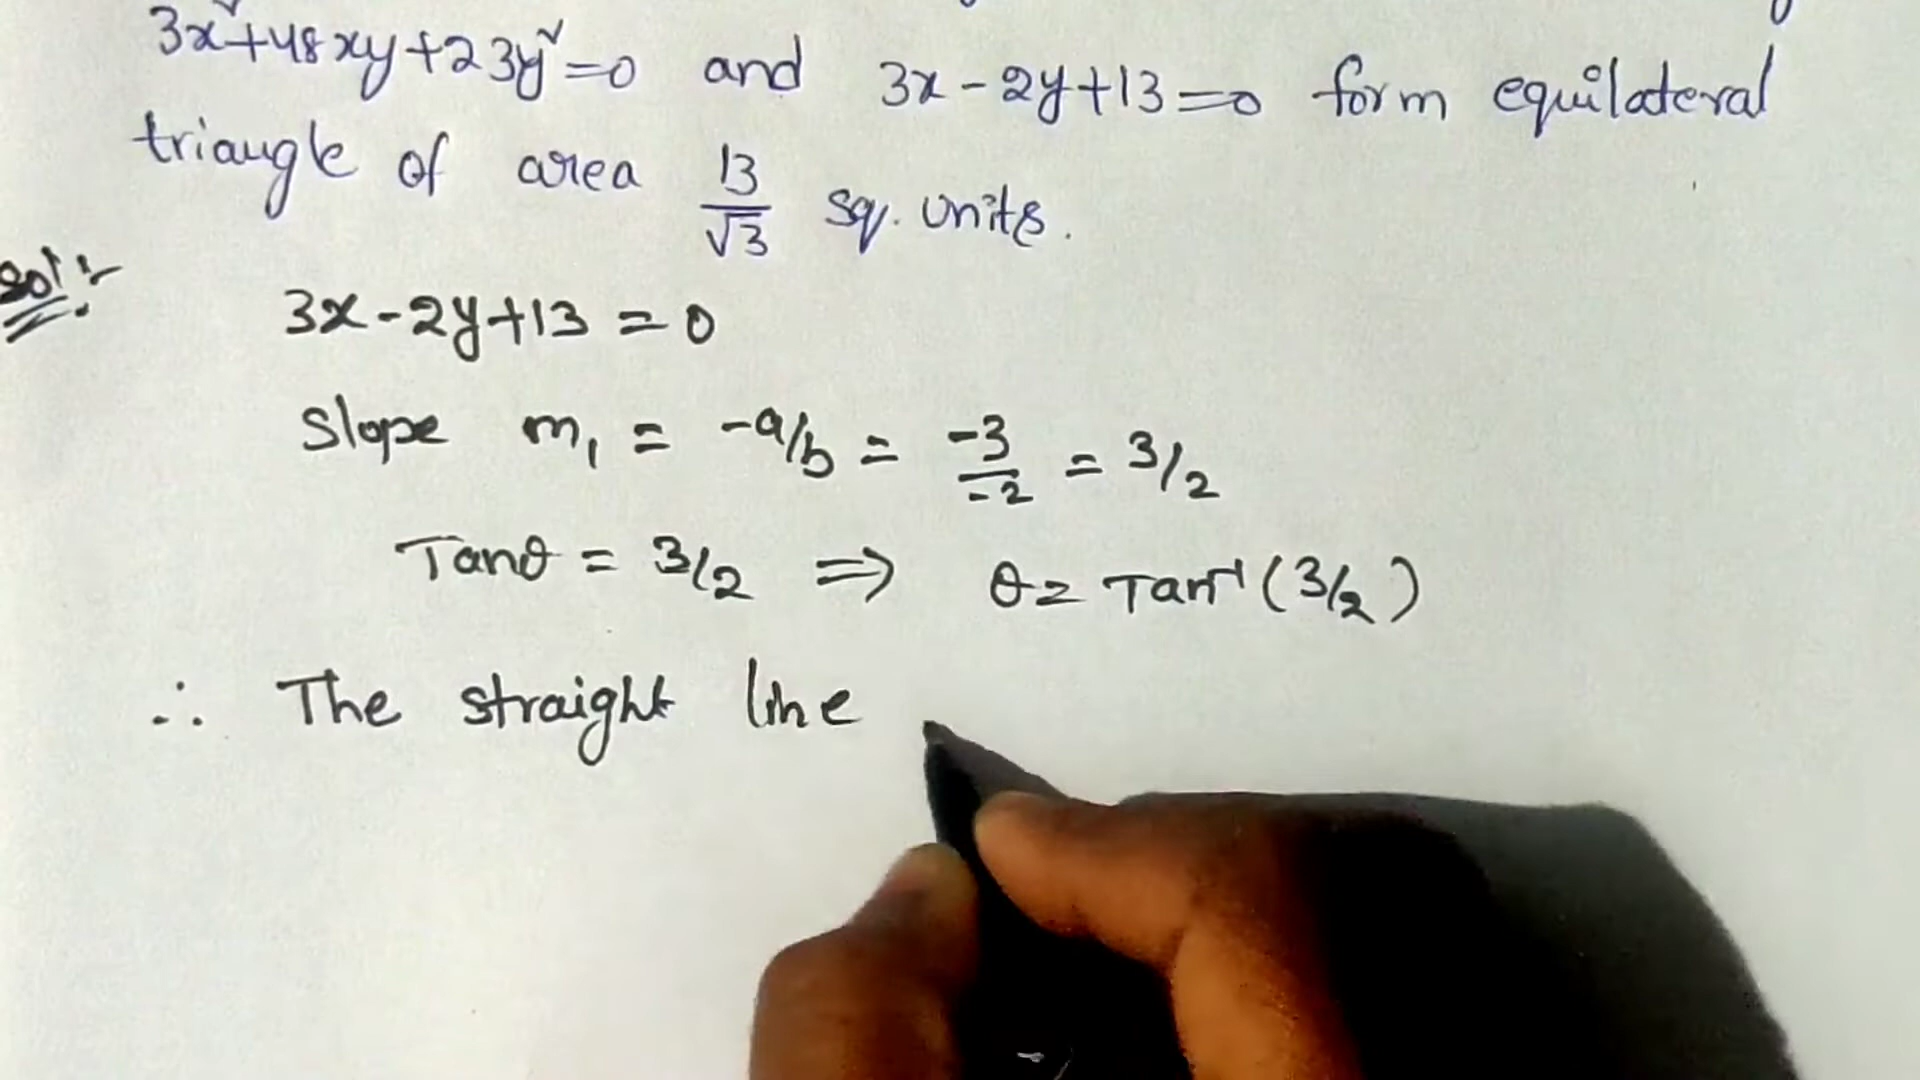 3x²+48xy+23y²=0 and 3x-2y+13=0 form equilateral
triangle of area 13/√3 sq. units.
Sol:-
3x-2y+13=0
Slope m₁ = -a/b = -3/-2 = 3/2
Tanθ = 3/2 ⇒ θ= Tan⁻¹(3/2)
∴ The straight line